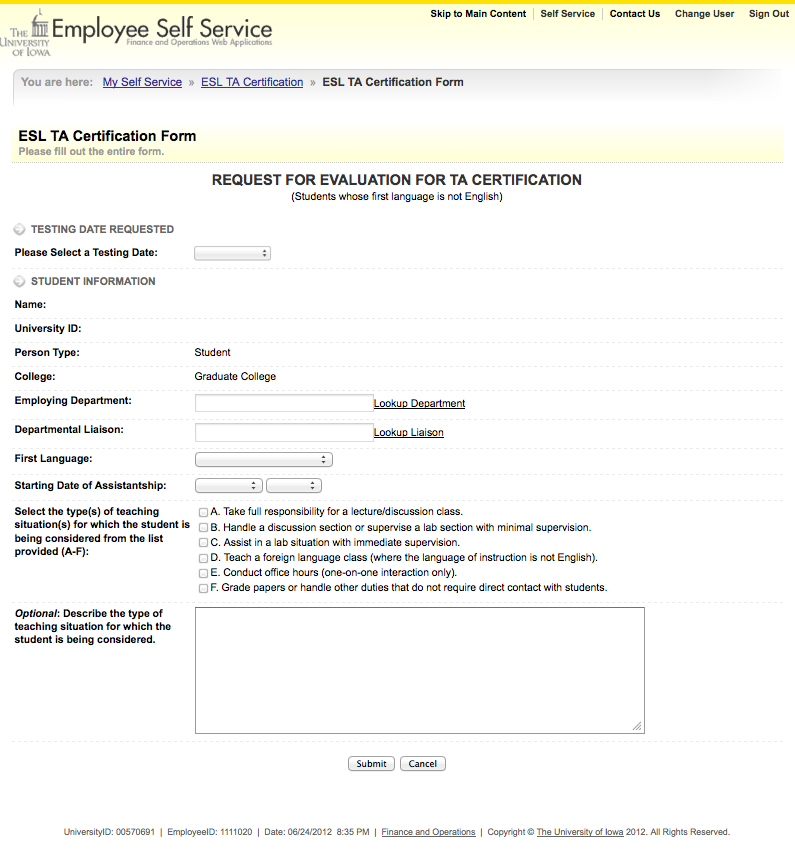 Skip to Main Content Self Service Contact Us Change User Sign Out
THE UNIVERSITY OF IOWA
Employee Self Service
Finance and Operations Web Applications
You are here: My Self Service » ESL TA Certification » ESL TA Certification Form
ESL TA Certification Form
Please fill out the entire form.
REQUEST FOR EVALUATION FOR TA CERTIFICATION
(Students whose first language is not English)
TESTING DATE REQUESTED
Please Select a Testing Date:
STUDENT INFORMATION
Name:
University ID:
Person Type: Student
College: Graduate College
Employing Department: Lookup Department
Departmental Liaison: Lookup Liaison
First Language:
Starting Date of Assistantship:
Select the type(s) of teaching
situation(s) for which the student is
being considered from the list
provided (A-F):
A. Take full responsibility for a lecture/discussion class.
B. Handle a discussion section or supervise a lab section with minimal supervision.
C. Assist in a lab situation with immediate supervision.
D. Teach a foreign language class (where the language of instruction is not English).
E. Conduct office hours (one-on-one interaction only).
F. Grade papers or handle other duties that do not require direct contact with students.
Optional: Describe the type of
teaching situation for which the
student is being considered.
Submit Cancel
UniversityID: 00570691 | EmployeeID: 1111020 | Date: 06/24/2012 8:35 PM | Finance and Operations | Copyright © The University of Iowa 2012. All Rights Reserved.